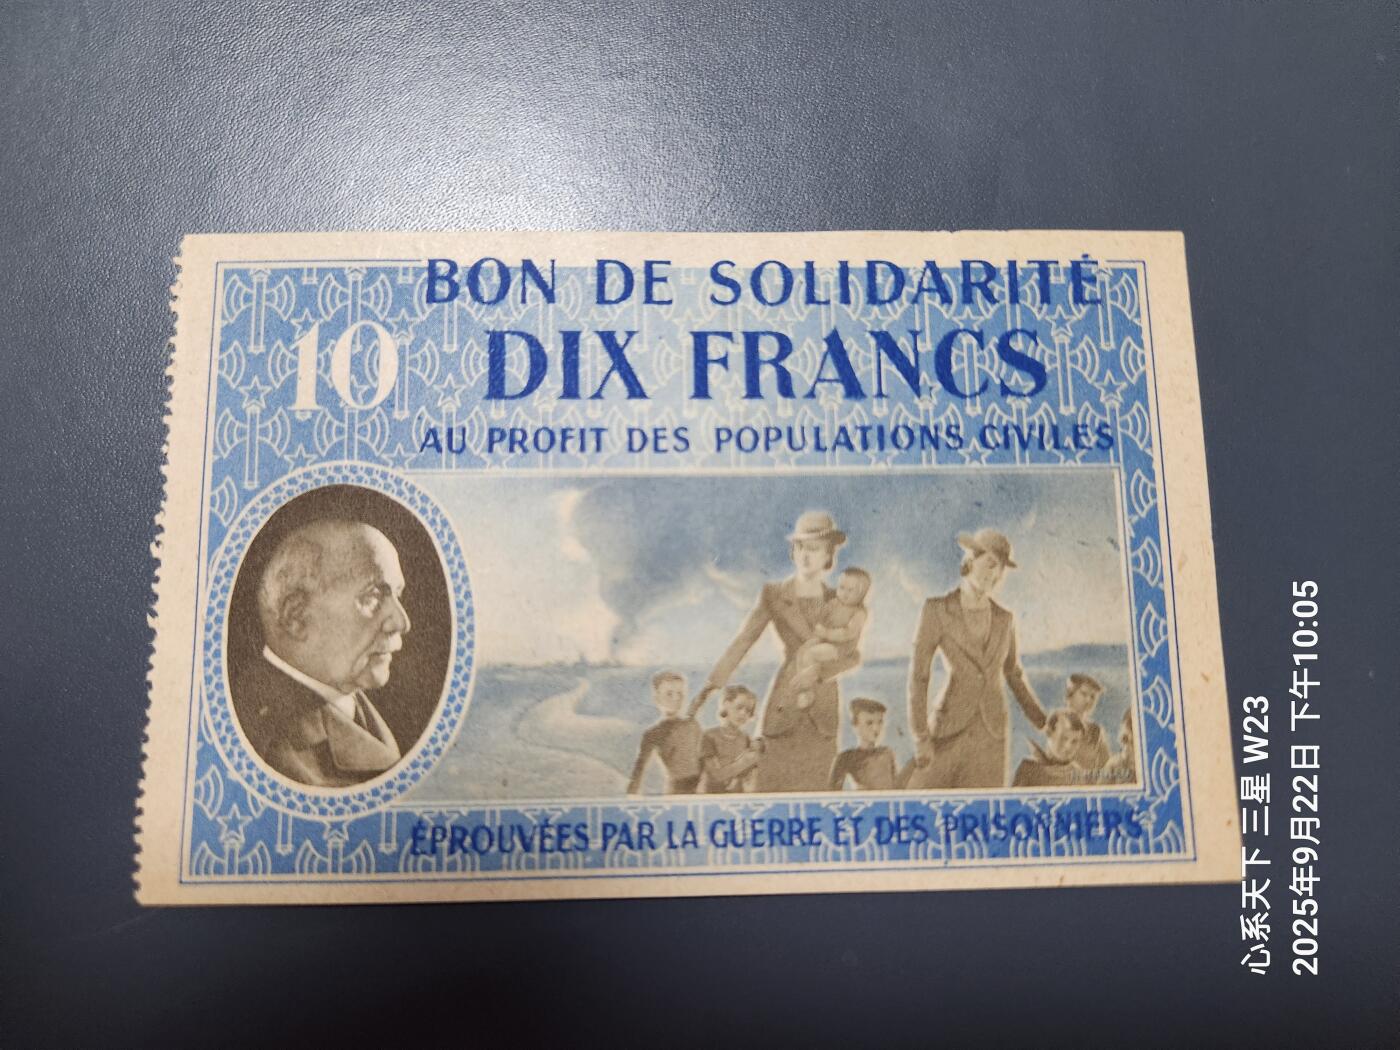 BON DE SOLIDARITÉ
10
DIX FRANCS
AU PROFIT DES POPULATIONS CIVILES
ÉPROUVÉES PAR LA GUERRE ET DES PRISONNIERS
心系天下 三星 W23
2025年9月22日 下午10:05